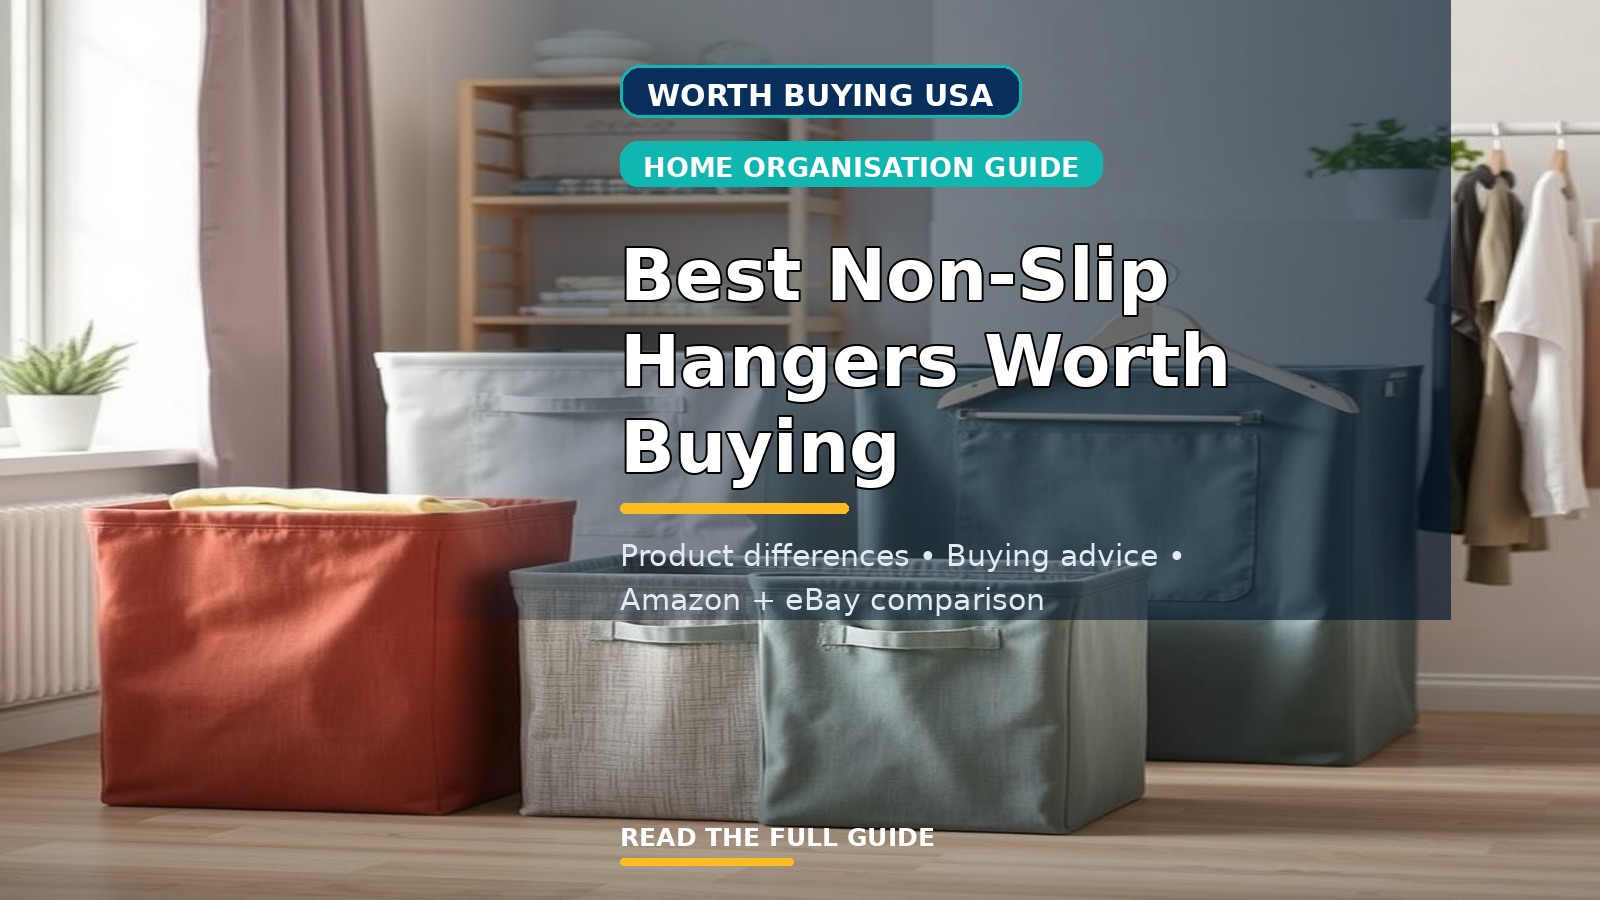 WORTH BUYING USA
HOME ORGANISATION GUIDE
Best Non-Slip
Hangers Worth
Buying
Product differences • Buying advice •
Amazon + eBay comparison
READ THE FULL GUIDE